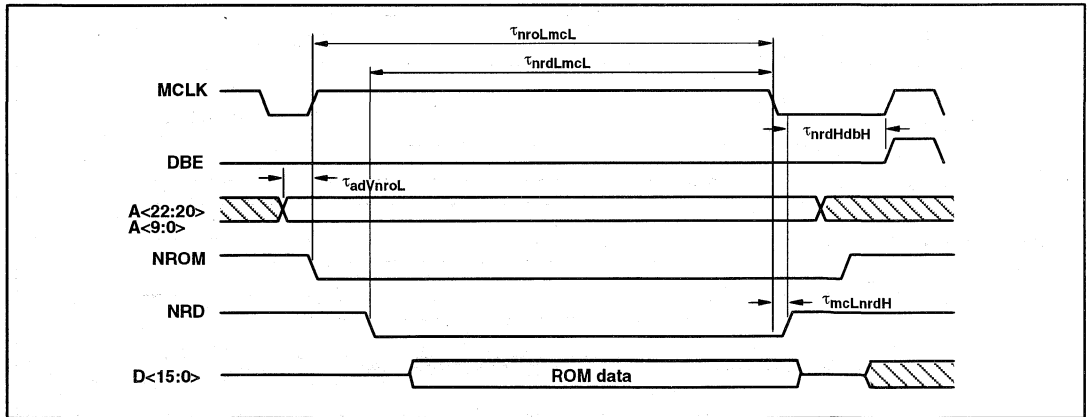 τnroLmcL
τnrdLmcL
MCLK
τnrdHdbH
DBE
τadVnroL
A<22:20>
A<9:0>
NROM
τmcLnrdH
NRD
D<15:0>
ROM data